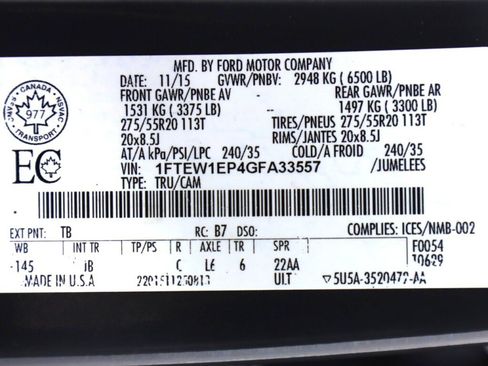 MFD. BY FORD MOTOR COMPANY
DATE: 11/15 GVWR/PNBV: 2948 KG ( 6500 LB)
FRONT GAWR/PNBE AV - REAR GAWR/PNBE AR
1531 KG ( 3375 LB) -- 1497 KG ( 3300 LB)
275/55R20 113T TIRES/PNEUS 275/55R20 113T
20x8.5J RIMS/JANTES 20x8.5J
AT/A kPa/PSI/LPC 240/35 COLD/A FROID 240/35
VIN: 1FTEW1EP4GFA33557 /JUMELEES
TYPE: TRU/CAM
CANADA
977
TRANSPORT
EC
EXT PNT: TB RC: B7 DSO: COMPLIES: ICES/NMB-002
WB INT TR TP/PS R AXLE TR SPR F0054
145 L6 6 22AA
MADE IN U.S.A ULT